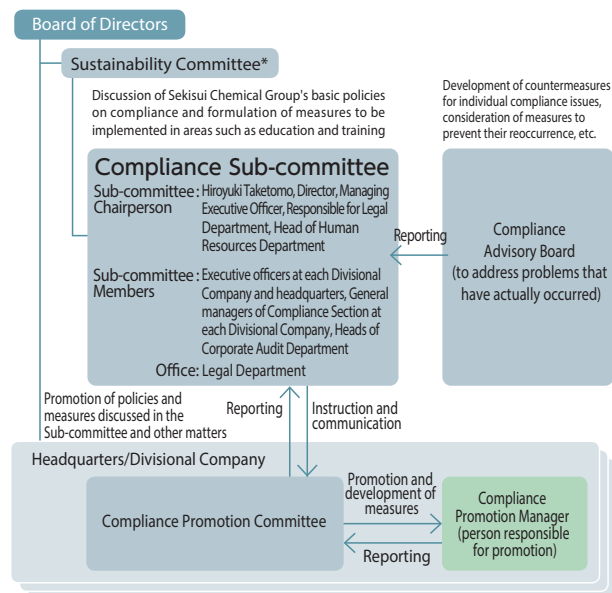 Board of Directors
Sustainability Committee*
Discussion of Sekisui Chemical Group's basic policies
on compliance and formulation of measures to be
implemented in areas such as education and training
Development of countermeasures
for individual compliance issues,
consideration of measures to
prevent their reoccurrence, etc.
Compliance Sub-committee
Sub-committee : Hiroyuki Taketomo, Director, Managing
Chairperson Executive Officer, Responsible for Legal
Department, Head of Human
Resources Department
Sub-committee : Executive officers at each Divisional
Members Company and headquarters, General
managers of Compliance Section at
each Divisional Company, Heads of
Corporate Audit Department
Office: Legal Department
Reporting
Compliance
Advisory Board
(to address problems that
have actually occurred)
Promotion of policies and
measures discussed in the
Sub-committee and other matters
Reporting
Instruction and
communication
Headquarters/Divisional Company
Compliance Promotion Committee
Promotion and
development of
measures
Reporting
Compliance
Promotion Manager
(person responsible
for promotion)